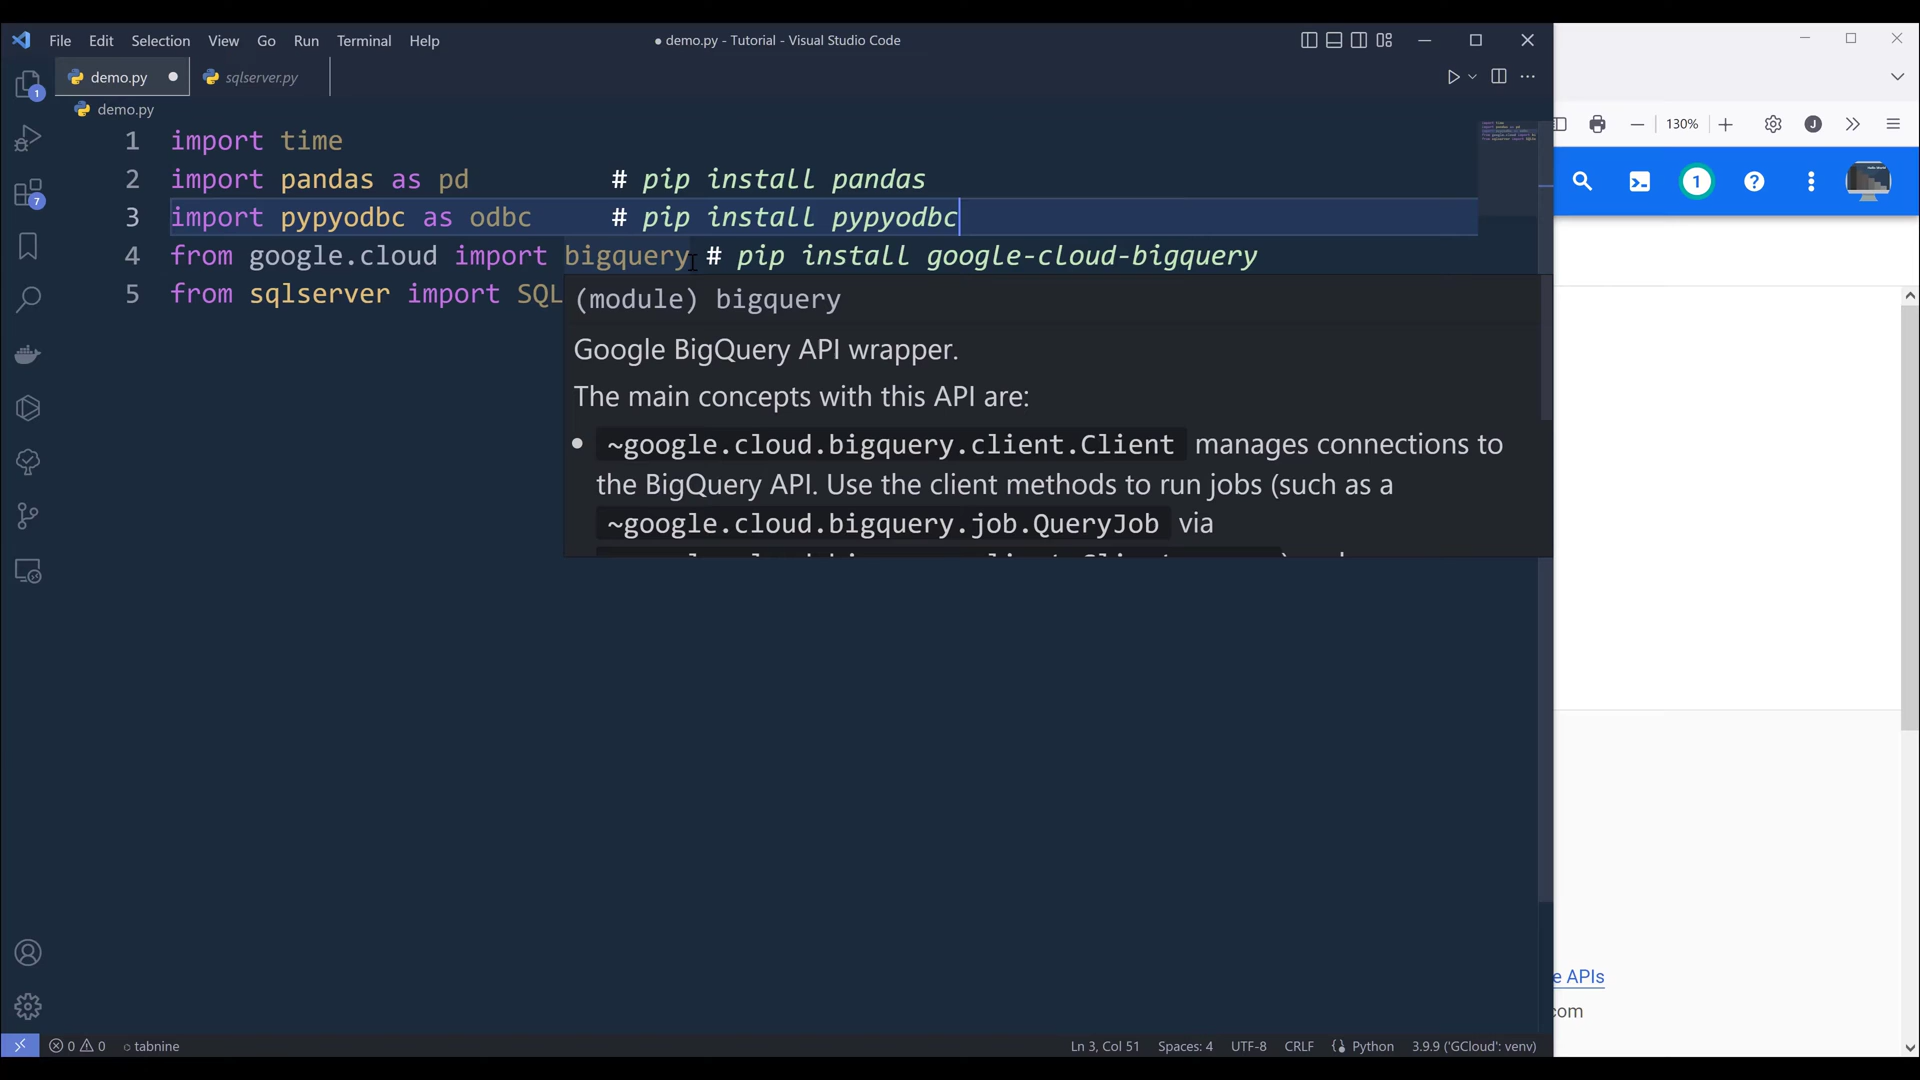 File Edit Selection View Go Run Terminal Help
● demo.py - Tutorial - Visual Studio Code
demo.py ● sqlserver.py
demo.py
1 import time
2 import pandas as pd # pip install pandas
3 import pypyodbc as odbc # pip install pypyodbc
4 from google.cloud import bigquery # pip install google-cloud-bigquery
5 from sqlserver import SQL
(module) bigquery
Google BigQuery API wrapper.
The main concepts with this API are:
• ~google.cloud.bigquery.client.Client manages connections to
the BigQuery API. Use the client methods to run jobs (such as a
~google.cloud.bigquery.job.QueryJob via
1
7
130%
J
1
e APIs
com
0 0 tabnine
Ln 3, Col 51 Spaces: 4 UTF-8 CRLF Python 3.9.9 ('GCloud': venv)